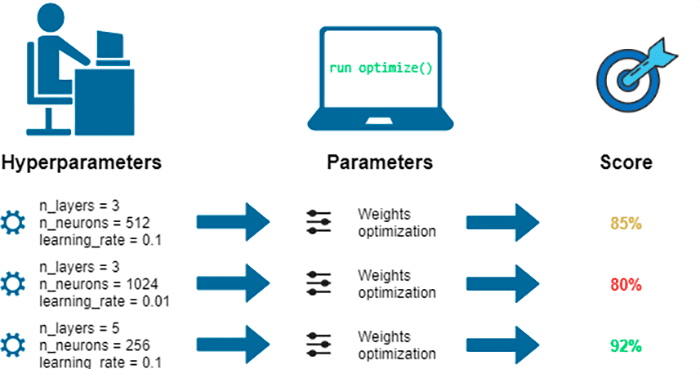 run optimize()
Hyperparameters
Parameters
Score
n_layers = 3
n_neurons = 512
learning_rate = 0.1
Weights
optimization
85%
n_layers = 3
n_neurons = 1024
learning_rate = 0.01
Weights
optimization
80%
n_layers = 5
n_neurons = 256
learning_rate = 0.1
Weights
optimization
92%